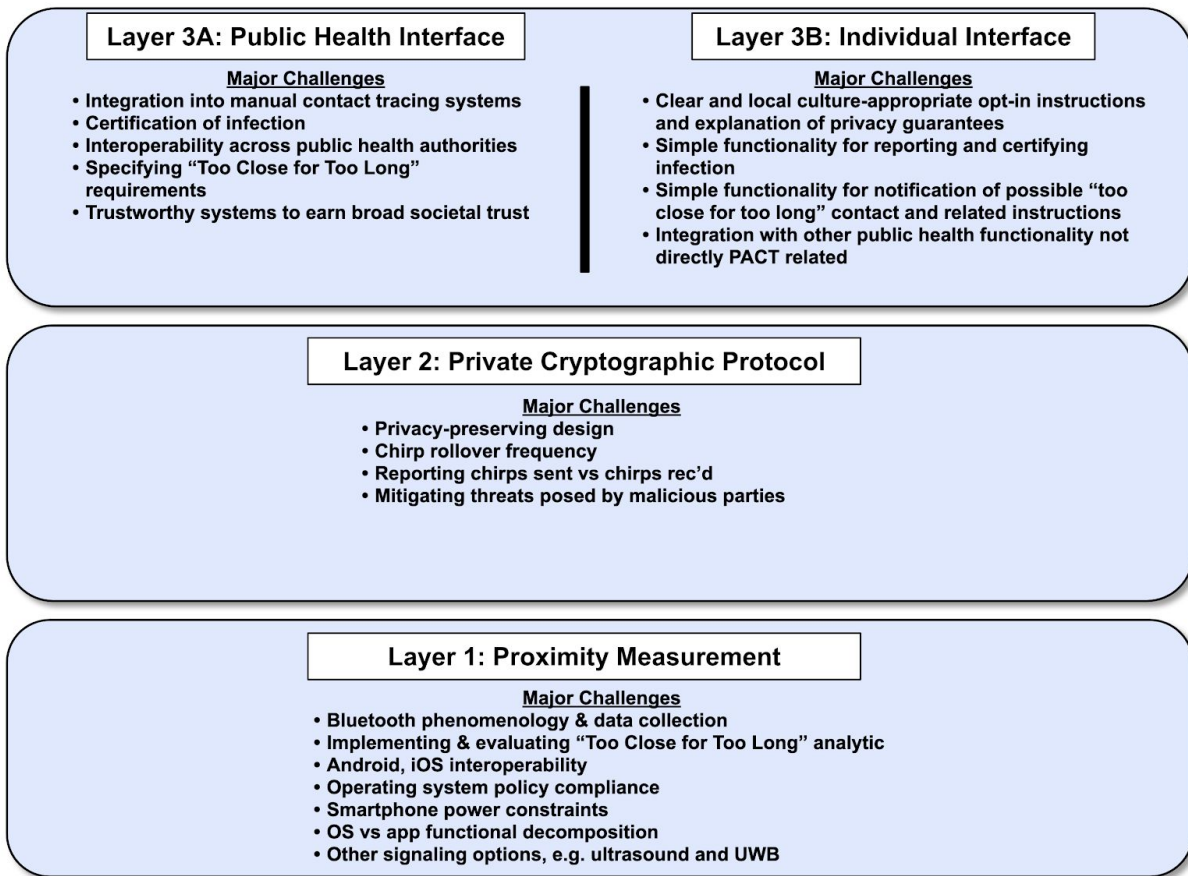 Layer 3A: Public Health Interface
Major Challenges
• Integration into manual contact tracing systems
• Certification of infection
• Interoperability across public health authorities
• Specifying “Too Close for Too Long”
requirements
• Trustworthy systems to earn broad societal trust
Layer 3B: Individual Interface
Major Challenges
• Clear and local culture-appropriate opt-in instructions
and explanation of privacy guarantees
• Simple functionality for reporting and certifying
infection
• Simple functionality for notification of possible “too
close for too long” contact and related instructions
• Integration with other public health functionality not
directly PACT related
Layer 2: Private Cryptographic Protocol
Major Challenges
• Privacy-preserving design
• Chirp rollover frequency
• Reporting chirps sent vs chirps rec’d
• Mitigating threats posed by malicious parties
Layer 1: Proximity Measurement
Major Challenges
• Bluetooth phenomenology & data collection
• Implementing & evaluating “Too Close for Too Long” analytic
• Android, iOS interoperability
• Operating system policy compliance
• Smartphone power constraints
• OS vs app functional decomposition
• Other signaling options, e.g. ultrasound and UWB